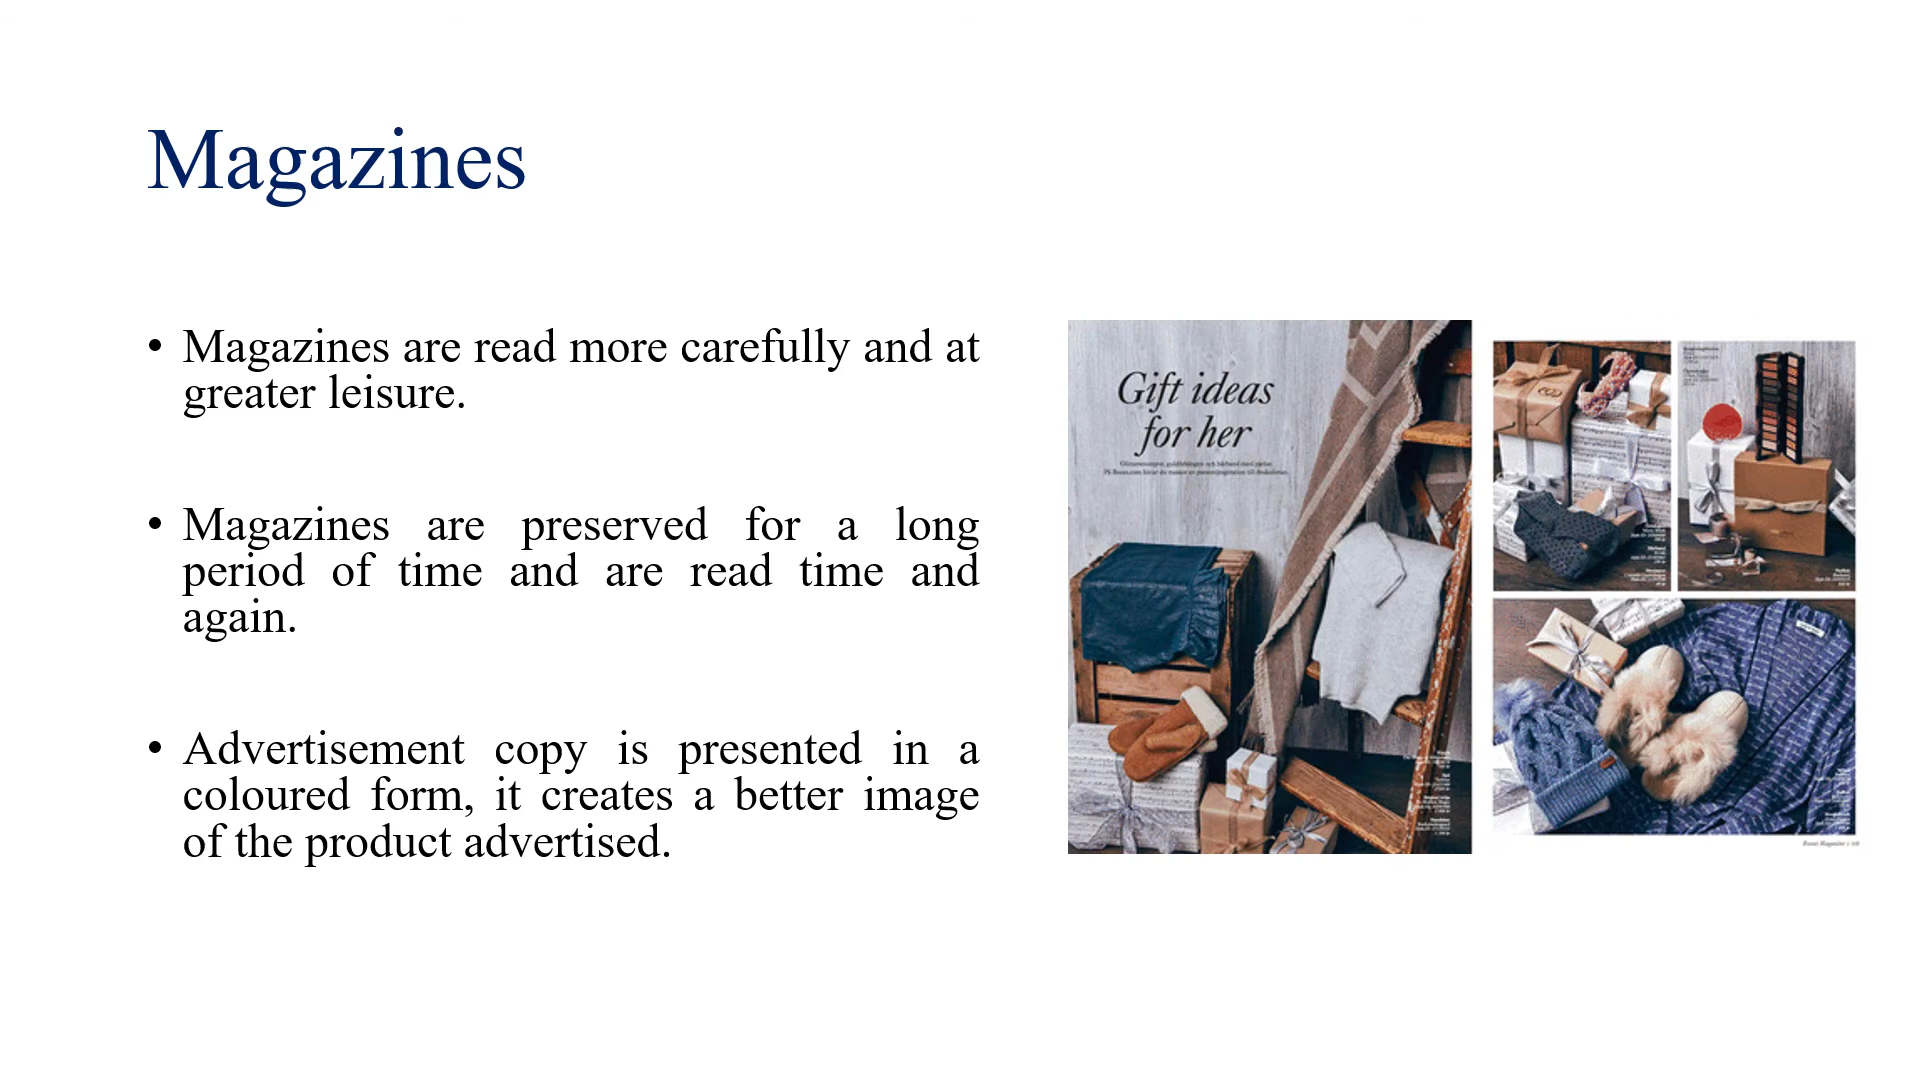 Magazines
• Magazines are read more carefully and at
greater leisure.
• Magazines are preserved for a long
period of time and are read time and
again.
• Advertisement copy is presented in a
coloured form, it creates a better image
of the product advertised.
Gift ideas
for her